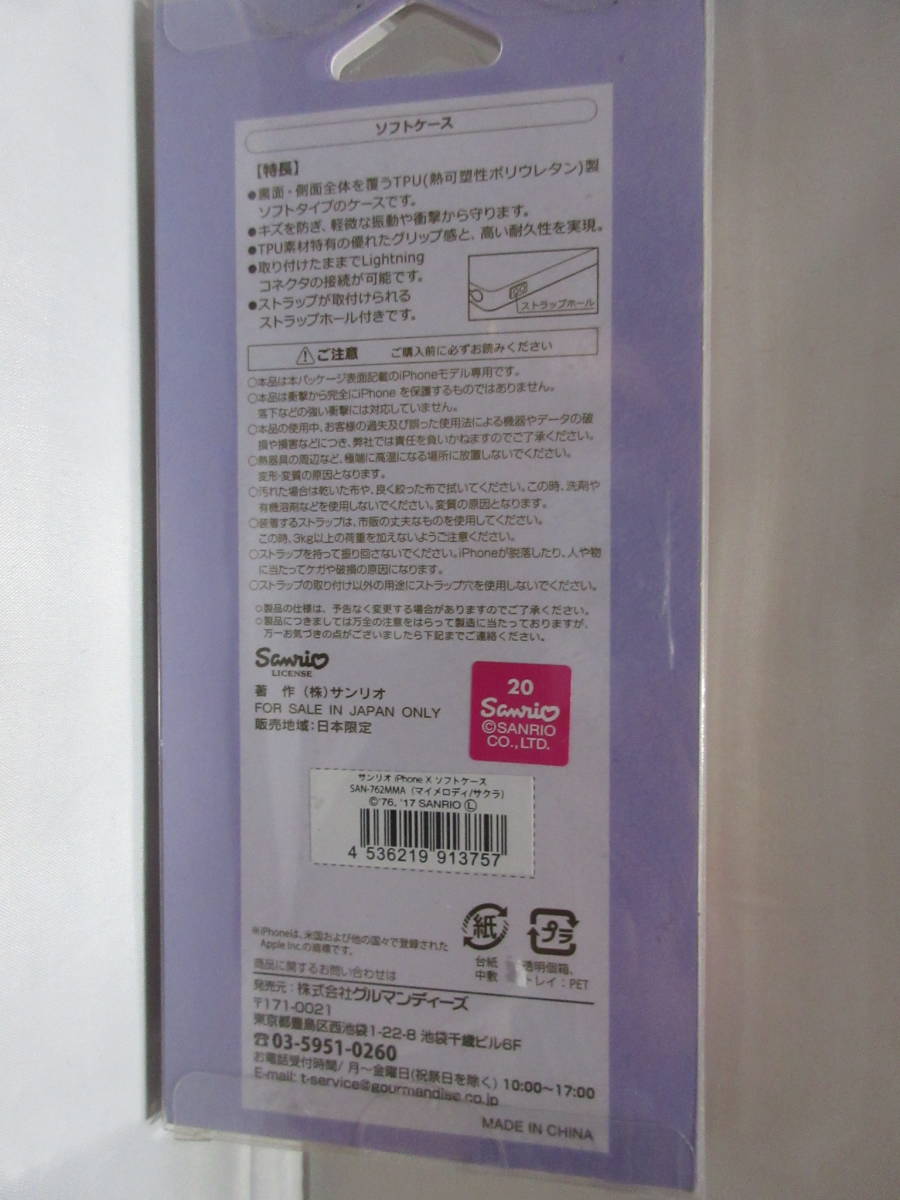 ソフトケース
【特長】
●裏面・側面全体を覆うTPU(熱可塑性ポリウレタン)製
ソフトタイプのケースです。
●キズを防ぎ、軽微な振動や衝撃から守ります。
●TPU素材特有の優れたグリップ感と、高い耐久性を実現。
●取り付けたままでLightning
コネクタの接続が可能です。
●ストラップが取付けられる
ストラップホール付きです。
ストラップホール
ご注意 ご購入前に必ずお読みください
○本品は本パッケージ表面記載のiPhoneモデル専用です。
○本品は衝撃から完全にiPhone を保護するものではありません。
落下などの強い衝撃には対応していません。
○本品の使用中、お客様の過失及び誤った使用法による機器やデータの破
損や損害などにつき、弊社では責任を負いかねますのでご了承ください。
○熱器具の周辺など、極端に高温になる場所に放置しないでください。
変形・変質の原因となります。
○汚れた場合は乾いた布や、良く絞った布で拭いてください。この時、洗剤や
有機溶剤などを使用しないでください。変質の原因となります。
○装着するストラップは、市販の丈夫なものを使用してください。
この時、3kg以上の荷重を加えないようご注意ください。
○ストラップを持って振り回さないでください。iPhoneが脱落したり、人や物
に当たってケガや破損の原因になります。
○ストラップの取り付け以外の用途にストラップ穴を使用しないでください。
○製品の仕様は、予告なく変更する場合がありますのでご了承ください。
○製品につきましては万全の注意をはらって製造に当たっておりますが、
万一お気づきの点がございましたら下記までご連絡ください。
Sanrio
LICENSE
著 作 (株)サンリオ
FOR SALE IN JAPAN ONLY
販売地域:日本限定
20
Sanrio
©SANRIO
CO., LTD.
サンリオ iPhone X ソフトケース
SAN-762MMA (マイメロディ/サクラ)
©'76, '17 SANRIO Ⓛ
4 536219 913757
※iPhoneは、米国および他の国々で登録された
Apple Inc.の商標です。
紙
台紙
中敷
プラ
透明個箱、
トレイ:PET
商品に関するお問い合わせは
発売元:株式会社グルマンディーズ
〒171-0021
東京都豊島区西池袋1-22-8 池袋千歳ビル6F
☎03-5951-0260
お電話受付時間/ 月〜金曜日(祝祭日を除く) 10:00〜17:00
E-mail: t-service@gourmandise.co.jp
MADE IN CHINA